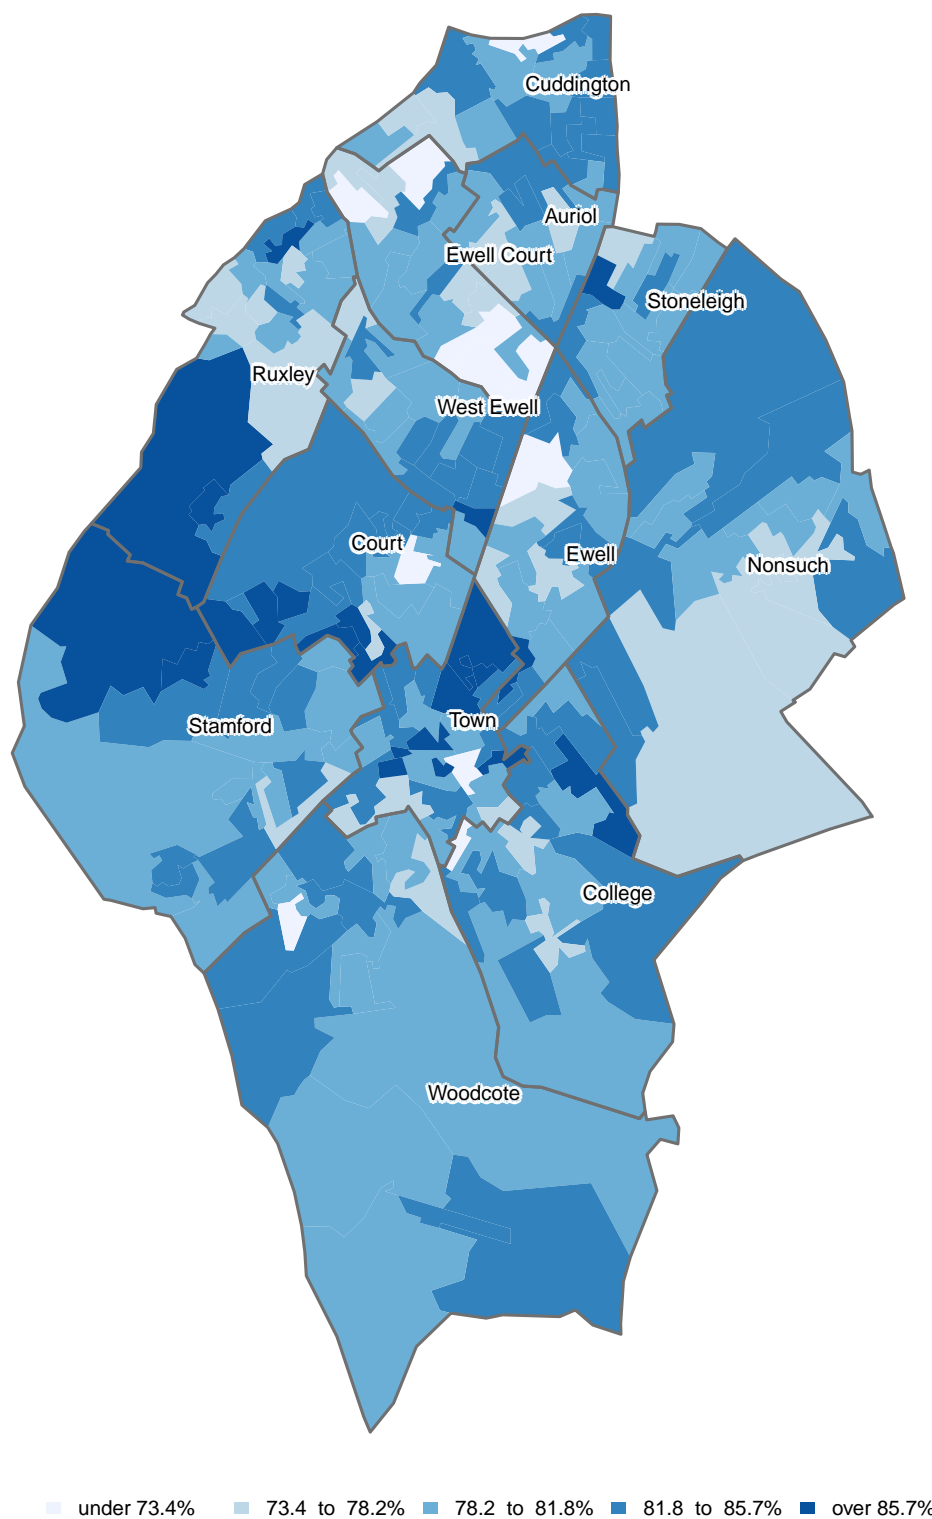 Cuddington
Auriol
Ewell Court
Stoneleigh
Ruxley
West Ewell
Court
Ewell
Nonsuch
Stamford
Town
College
Woodcote
under 73.4% 73.4 to 78.2% 78.2 to 81.8% 81.8 to 85.7% over 85.7%